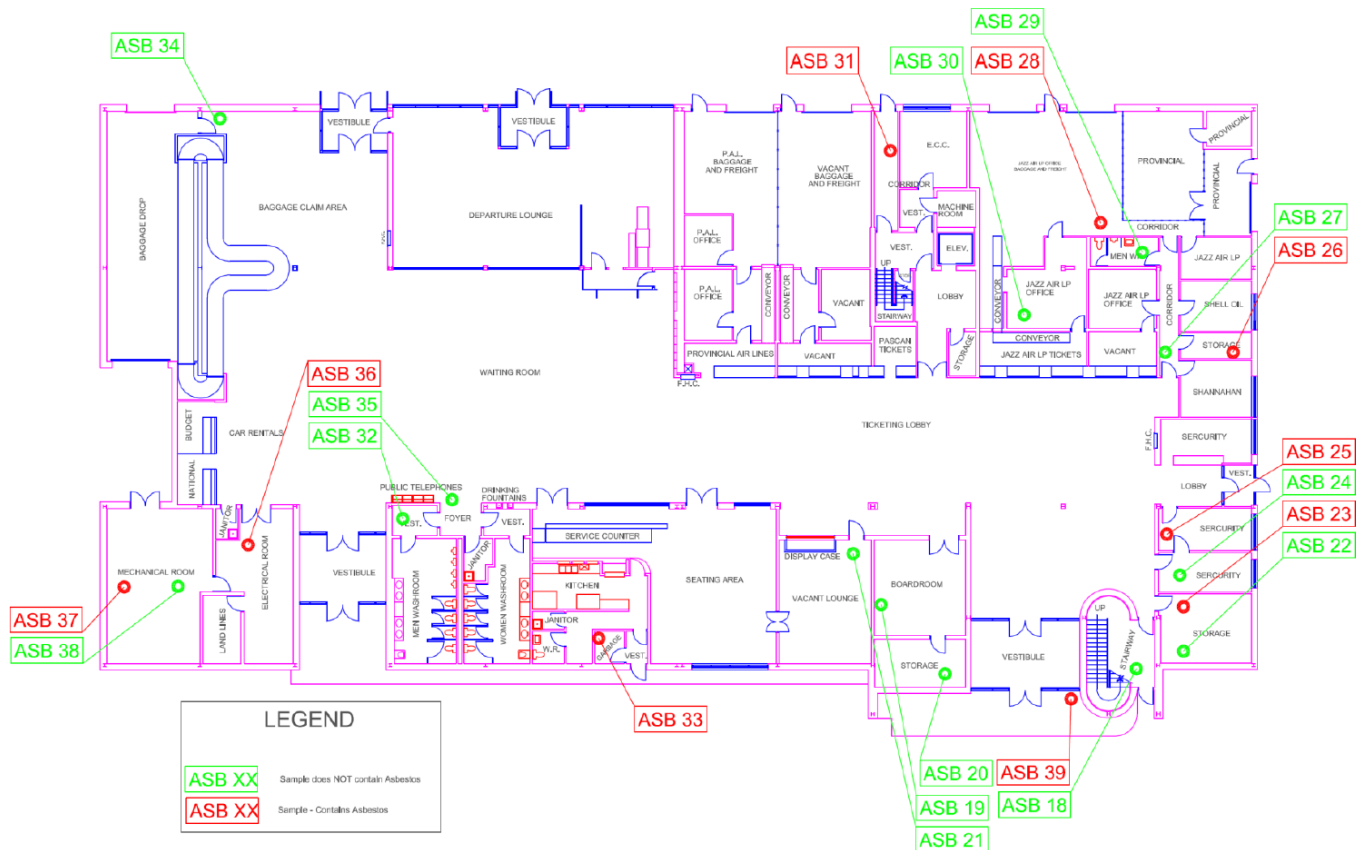 ASB 34
ASB 31
ASB 30
ASB 29
ASB 28
ASB 27
ASB 26
VESTIBULE
VESTIBULE
BAGGAGE DROP
BAGGAGE CLAIM AREA
DEPARTURE LOUNGE
P.A.L.
BAGGAGE
AND FREIGHT
VACANT
BAGGAGE
AND FREIGHT
E.C.C.
CORRIDOR
VEST.
MACHINE
ROOM
JAZZ AIR LP OFFICE
BAGGAGE AND FREIGHT
PROVINCIAL
PROVINCIAL
PROVINCIAL
CORRIDOR
P.A.L.
OFFICE
VEST.
UP
ELEV.
MEN W.
JAZZ AIR LP
P.A.L.
OFFICE
CONVEYOR
CONVEYOR
VACANT
STAIRWAY
LOBBY
CONVEYOR
JAZZ AIR LP
OFFICE
JAZZ AIR LP
OFFICE
CORRIDOR
SHELL OIL
STORAGE
PASCAN
TICKETS
STORAGE
CONVEYOR
PROVINCIAL AIR LINES
VACANT
JAZZ AIR LP TICKETS
VACANT
F.H.C.
SHANNAHAN
WAITING ROOM
TICKETING LOBBY
ASB 36
ASB 35
ASB 32
BUDGET
NATIONAL
CAR RENTALS
F.H.C.
SERCURITY
VEST.
LOBBY
ASB 25
ASB 24
ASB 23
ASB 22
PUBLIC TELEPHONES
DRINKING
FOUNTAINS
VEST.
FOYER
VEST.
JANITOR
ELECTRICAL ROOM
MECHANICAL ROOM
LAND LINES
VESTIBULE
MEN WASHROOM
JANITOR
WOMEN WASHROOM
SERVICE COUNTER
KITCHEN
JANITOR
W.R.
GARBAGE
VEST.
SEATING AREA
DISPLAY CASE
VACANT LOUNGE
BOARDROOM
STORAGE
VESTIBULE
UP
STAIRWAY
SERCURITY
SERCURITY
STORAGE
ASB 37
ASB 38
ASB 33
ASB 20
ASB 39
ASB 19
ASB 18
ASB 21
LEGEND
ASB XX Sample does NOT contain Asbestos
ASB XX Sample - Contains Asbestos